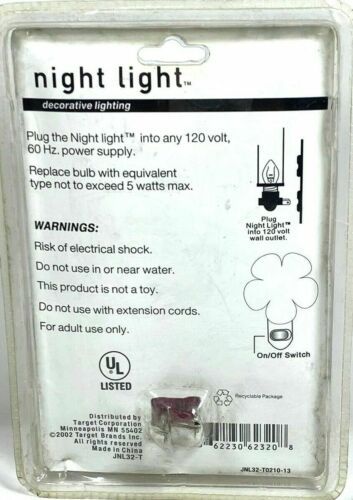 night light™
decorative lighting
Plug the Night light™ into any 120 volt,
60 Hz. power supply.
Replace bulb with equivalent
type not to exceed 5 watts max.
Plug
Night Light™
into 120 volt
wall outlet.
WARNINGS:
Risk of electrical shock.
Do not use in or near water.
This product is not a toy.
Do not use with extension cords.
For adult use only.
On/Off Switch
UL
LISTED
Recyclable Package
Distributed by
Target Corporation
Minneapolis MN 55402
©2002 Target Brands Inc.
All rights Reserved
Made in China
JNL32-T
62230 62320 8
JNL32-T0210-13